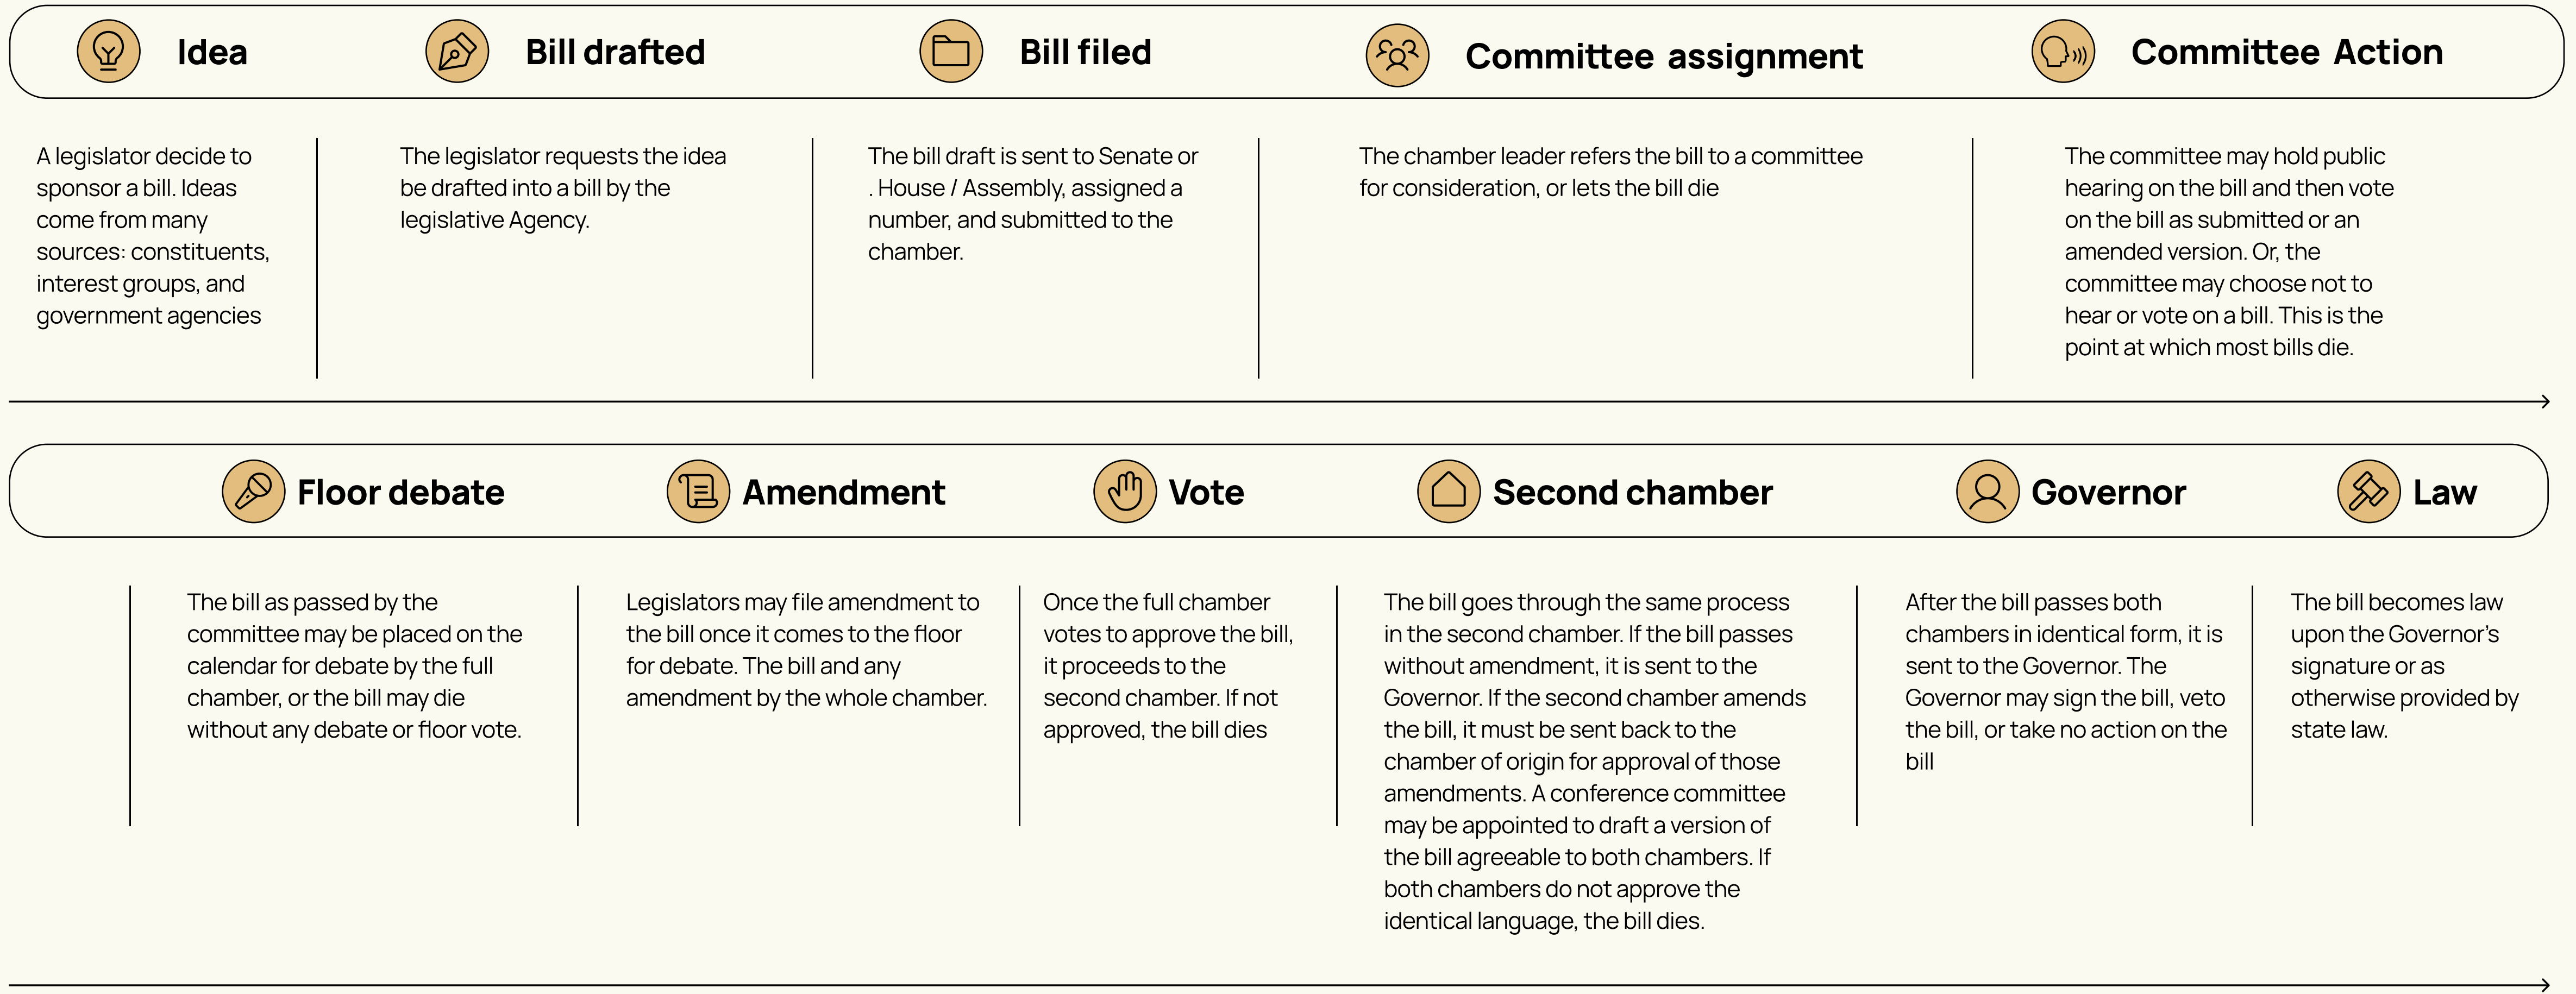 Idea
Bill drafted
Bill filed
Committee assignment
Committee Action
A legislator decide to
sponsor a bill. Ideas
come from many
sources: constituents,
interest groups, and
government agencies
The legislator requests the idea
be drafted into a bill by the
legislative Agency.
The bill draft is sent to Senate or
. House / Assembly, assigned a
number, and submitted to the
chamber.
The chamber leader refers the bill to a committee
for consideration, or lets the bill die
The committee may hold public
hearing on the bill and then vote
on the bill as submitted or an
amended version. Or, the
committee may choose not to
hear or vote on a bill. This is the
point at which most bills die.
Floor debate
Amendment
Vote
Second chamber
Governor
Law
The bill as passed by the
committee may be placed on the
calendar for debate by the full
chamber, or the bill may die
without any debate or floor vote.
Legislators may file amendment to
the bill once it comes to the floor
for debate. The bill and any
amendment by the whole chamber.
Once the full chamber
votes to approve the bill,
it proceeds to the
second chamber. If not
approved, the bill dies
The bill goes through the same process
in the second chamber. If the bill passes
without amendment, it is sent to the
Governor. If the second chamber amends
the bill, it must be sent back to the
chamber of origin for approval of those
amendments. A conference committee
may be appointed to draft a version of
the bill agreeable to both chambers. If
both chambers do not approve the
identical language, the bill dies.
After the bill passes both
chambers in identical form, it is
sent to the Governor. The
Governor may sign the bill, veto
the bill, or take no action on the
bill
The bill becomes law
upon the Governor’s
signature or as
otherwise provided by
state law.